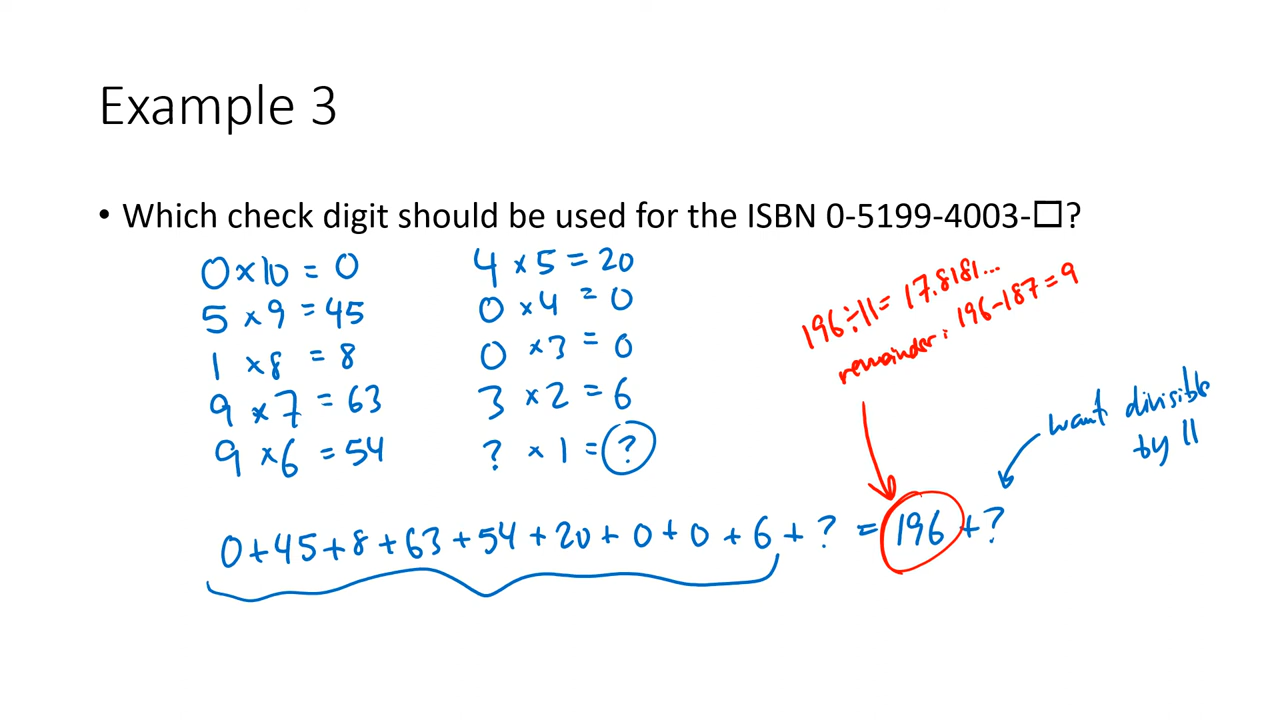 Example 3
• Which check digit should be used for the ISBN 0-5199-4003-□?
0 × 10 = 0
5 × 9 = 45
1 × 8 = 8
9 × 7 = 63
9 × 6 = 54
4 × 5 = 20
0 × 4 = 0
0 × 3 = 0
3 × 2 = 6
? × 1 = ?
196 ÷ 11 = 17.8181...
remainder: 196 - 187 = 9
want divisible
by 11
0 + 45 + 8 + 63 + 54 + 20 + 0 + 0 + 6 + ? = 196 + ?